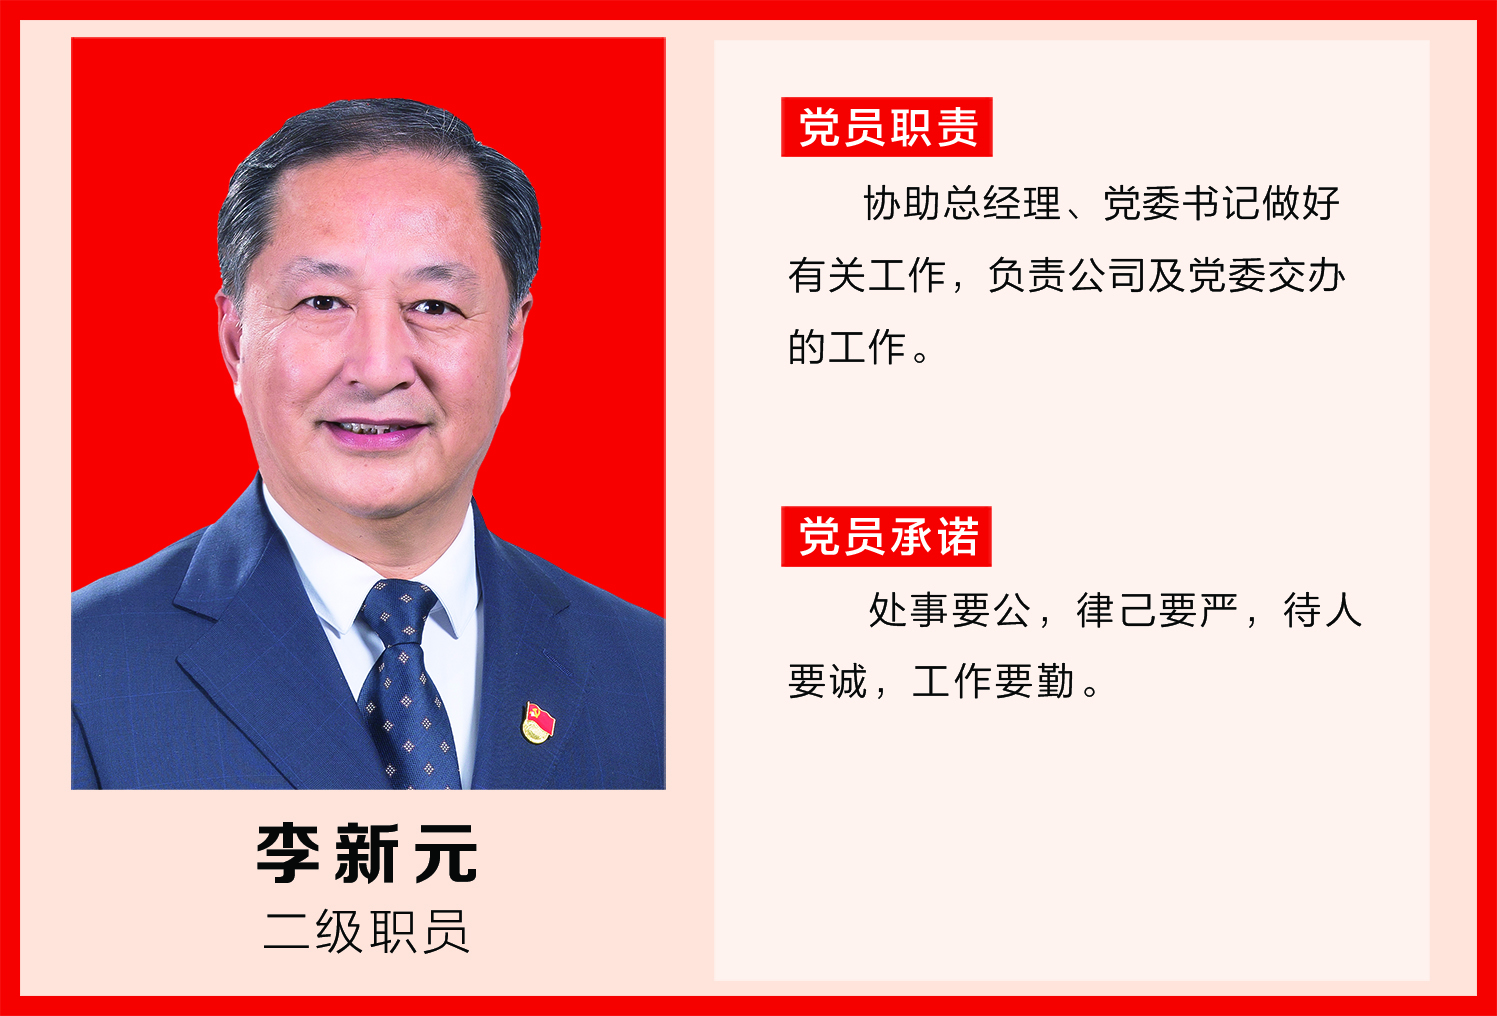 党员职责
协助总经理、党委书记做好
有关工作，负责公司及党委交办
的工作。
党员承诺
处事要公，律己要严，待人
要诚，工作要勤。
李新元
二级职员